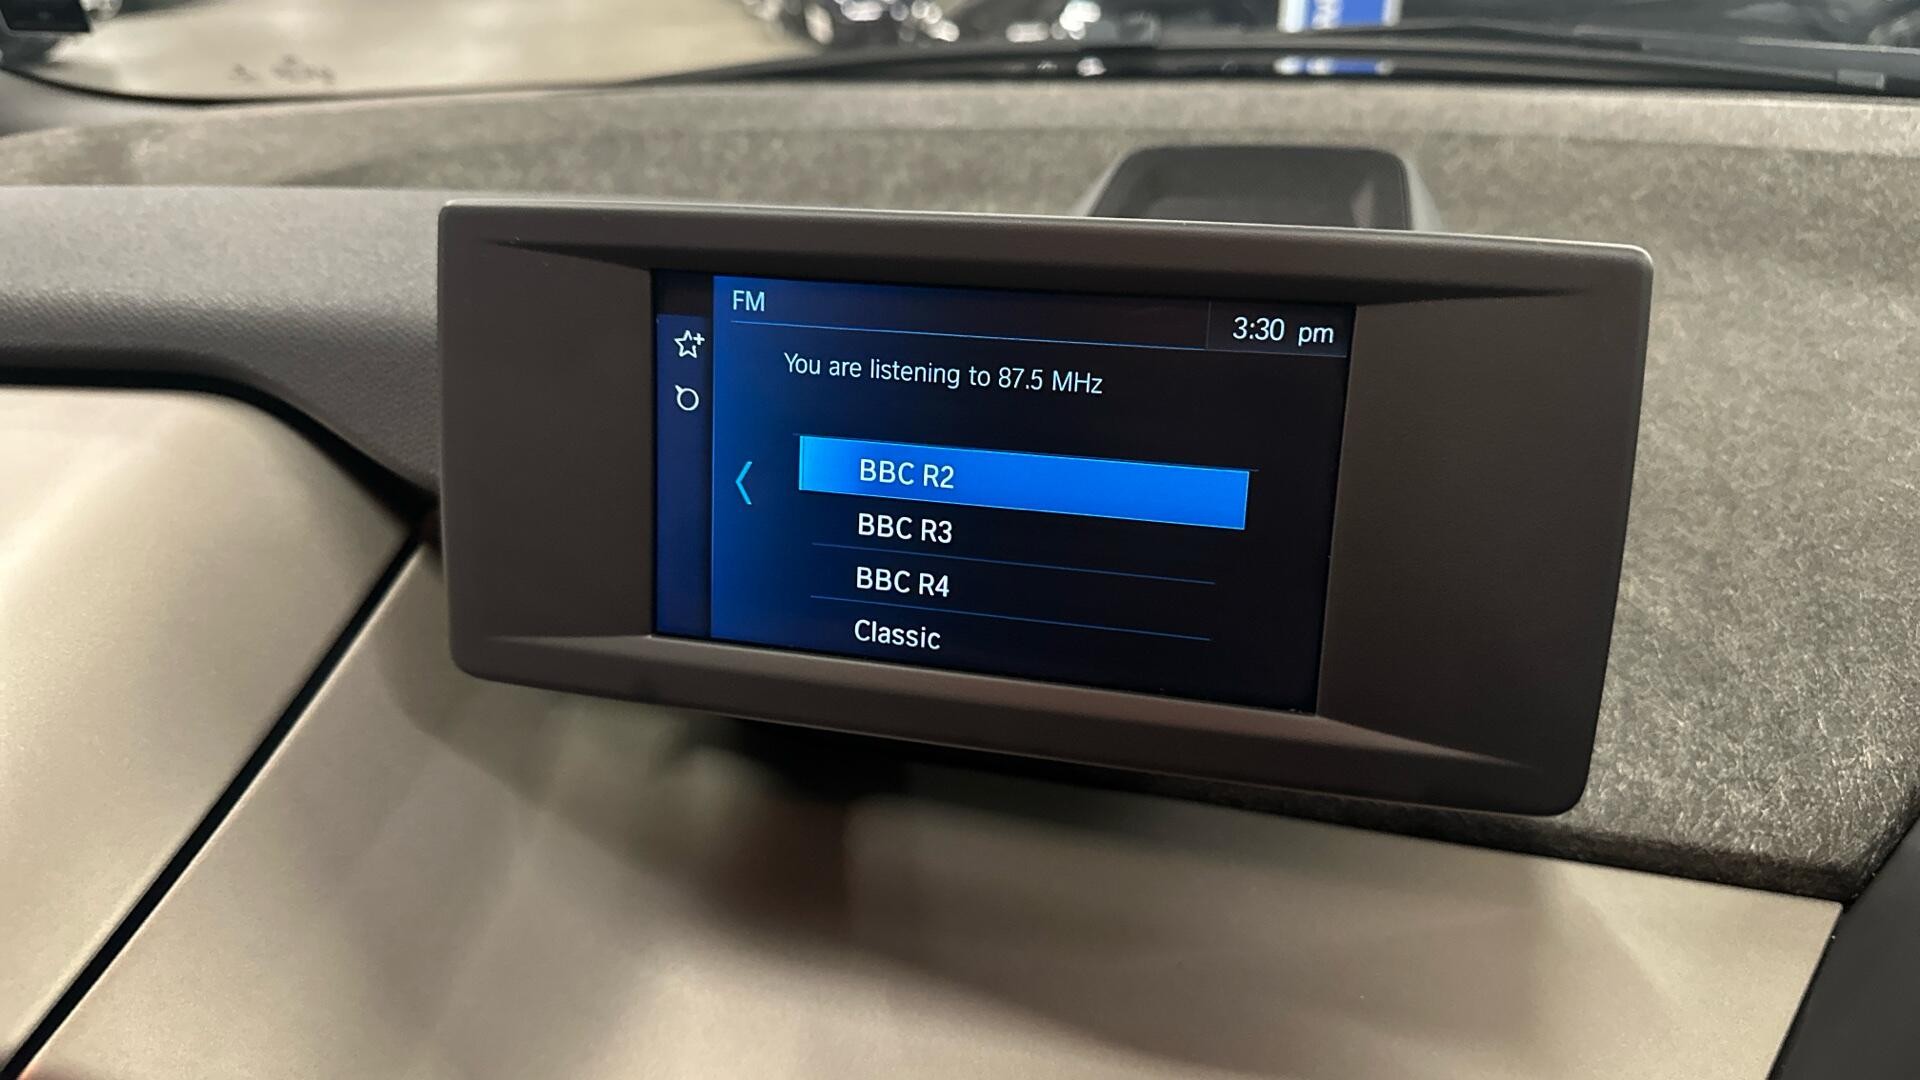 FM
3:30 pm
You are listening to 87.5 MHz
BBC R2
BBC R3
BBC R4
Classic